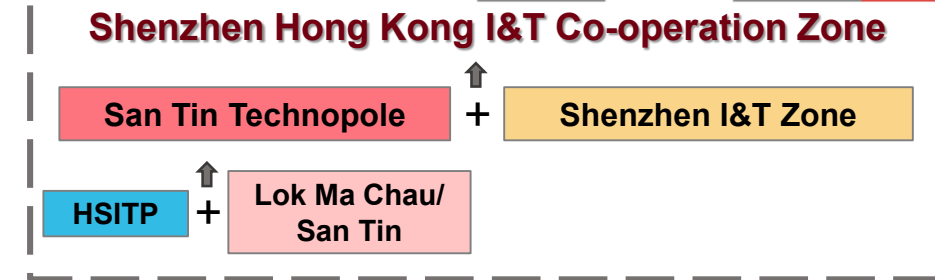 Shenzhen Hong Kong I&T Co-operation Zone
San Tin Technopole + Shenzhen I&T Zone
HSITP + Lok Ma Chau/
San Tin